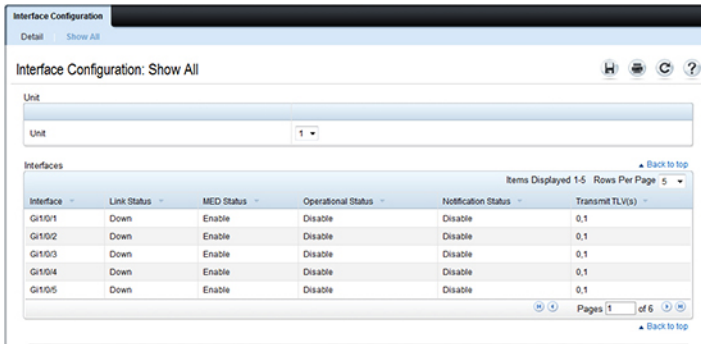 Interface Configuration
Detail Show All
Interface Configuration: Show All
?
Unit
Unit 1
Interfaces Back to top
Items Displayed 1-5 Rows Per Page 5
Interface Link Status MED Status Operational Status Notification Status Transmit TLV(s)
Gi1/0/1 Down Enable Disable Disable 0,1
Gi1/0/2 Down Enable Disable Disable 0,1
Gi1/0/3 Down Enable Disable Disable 0,1
Gi1/0/4 Down Enable Disable Disable 0,1
Gi1/0/5 Down Enable Disable Disable 0,1
Pages 1 of 6
Back to top